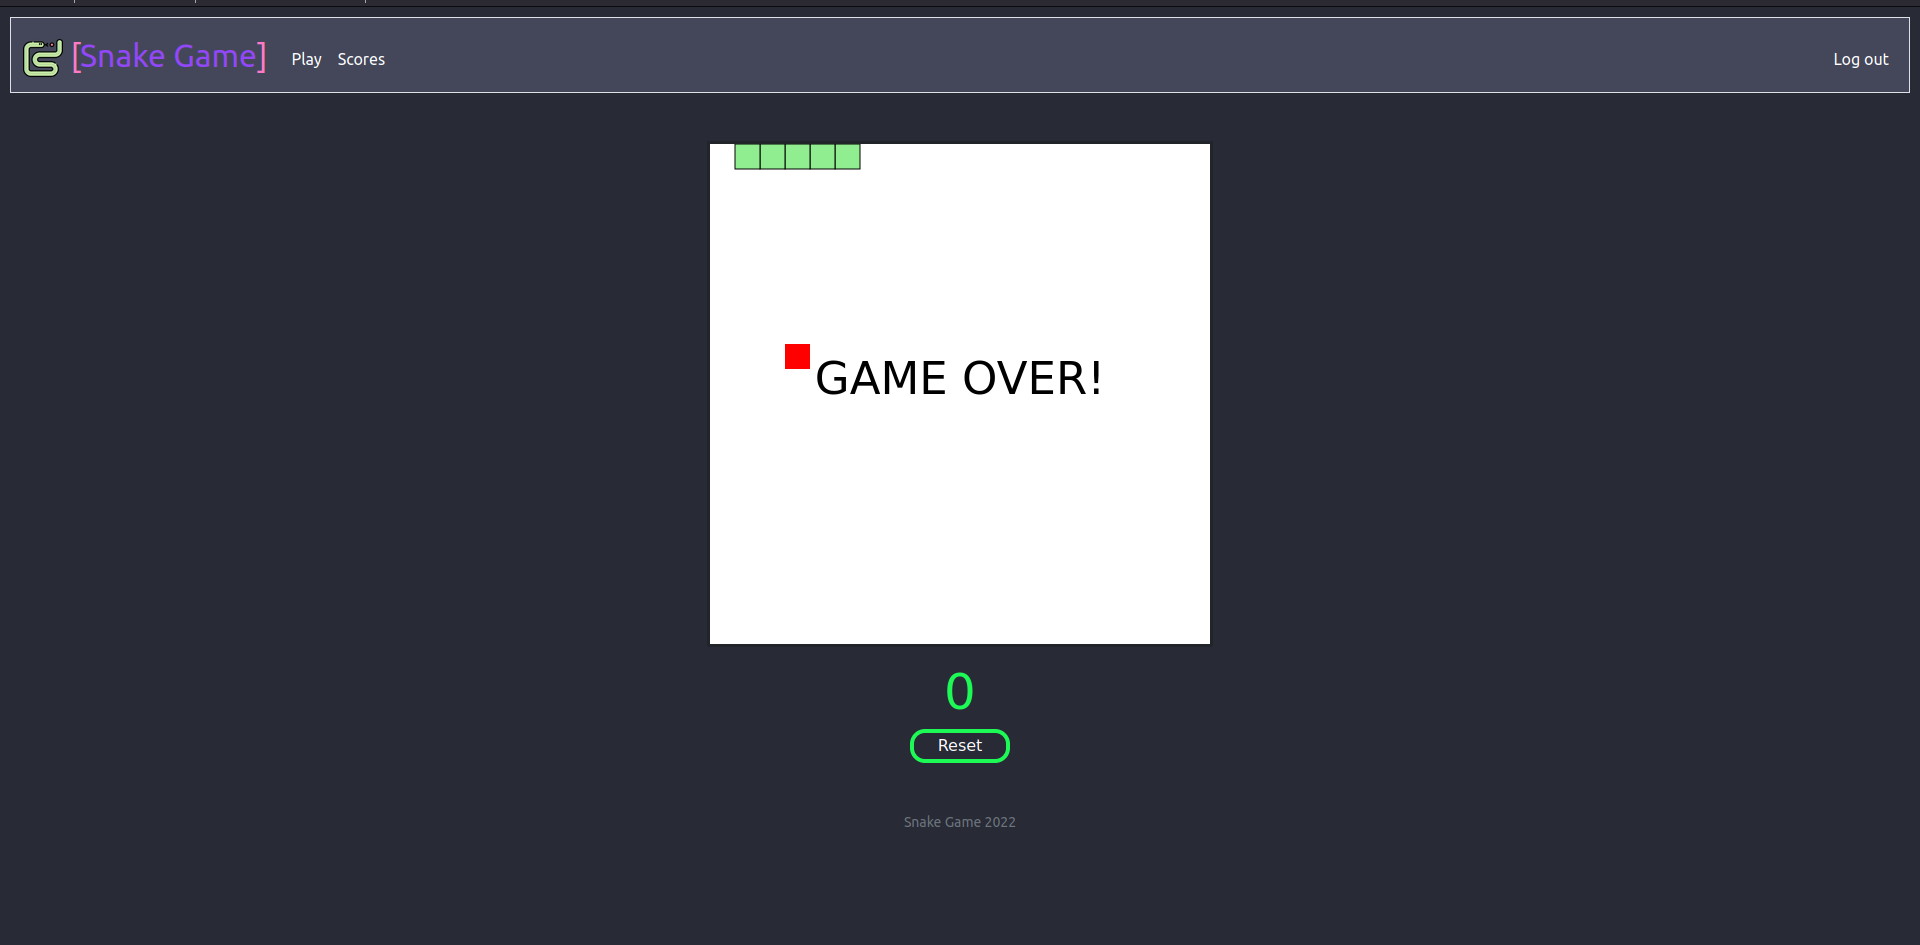 [Snake Game] Play Scores Log out
GAME OVER!
0
Reset
Snake Game 2022